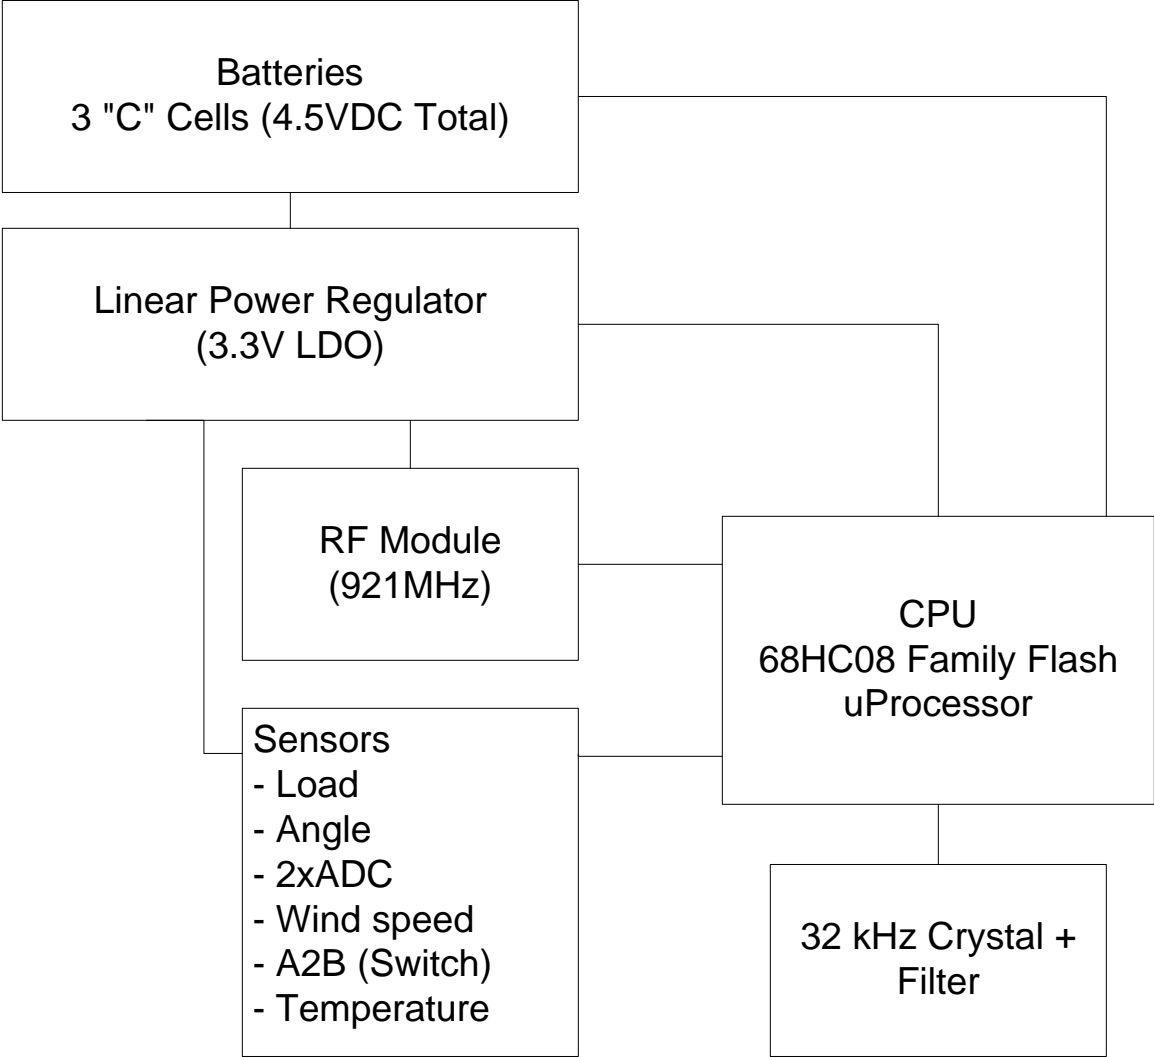 Batteries
3 "C" Cells (4.5VDC Total)
Linear Power Regulator
(3.3V LDO)
RF Module
(921MHz)
CPU
68HC08 Family Flash
uProcessor
Sensors
- Load
- Angle
- 2xADC
- Wind speed
- A2B (Switch)
- Temperature
32 kHz Crystal +
Filter